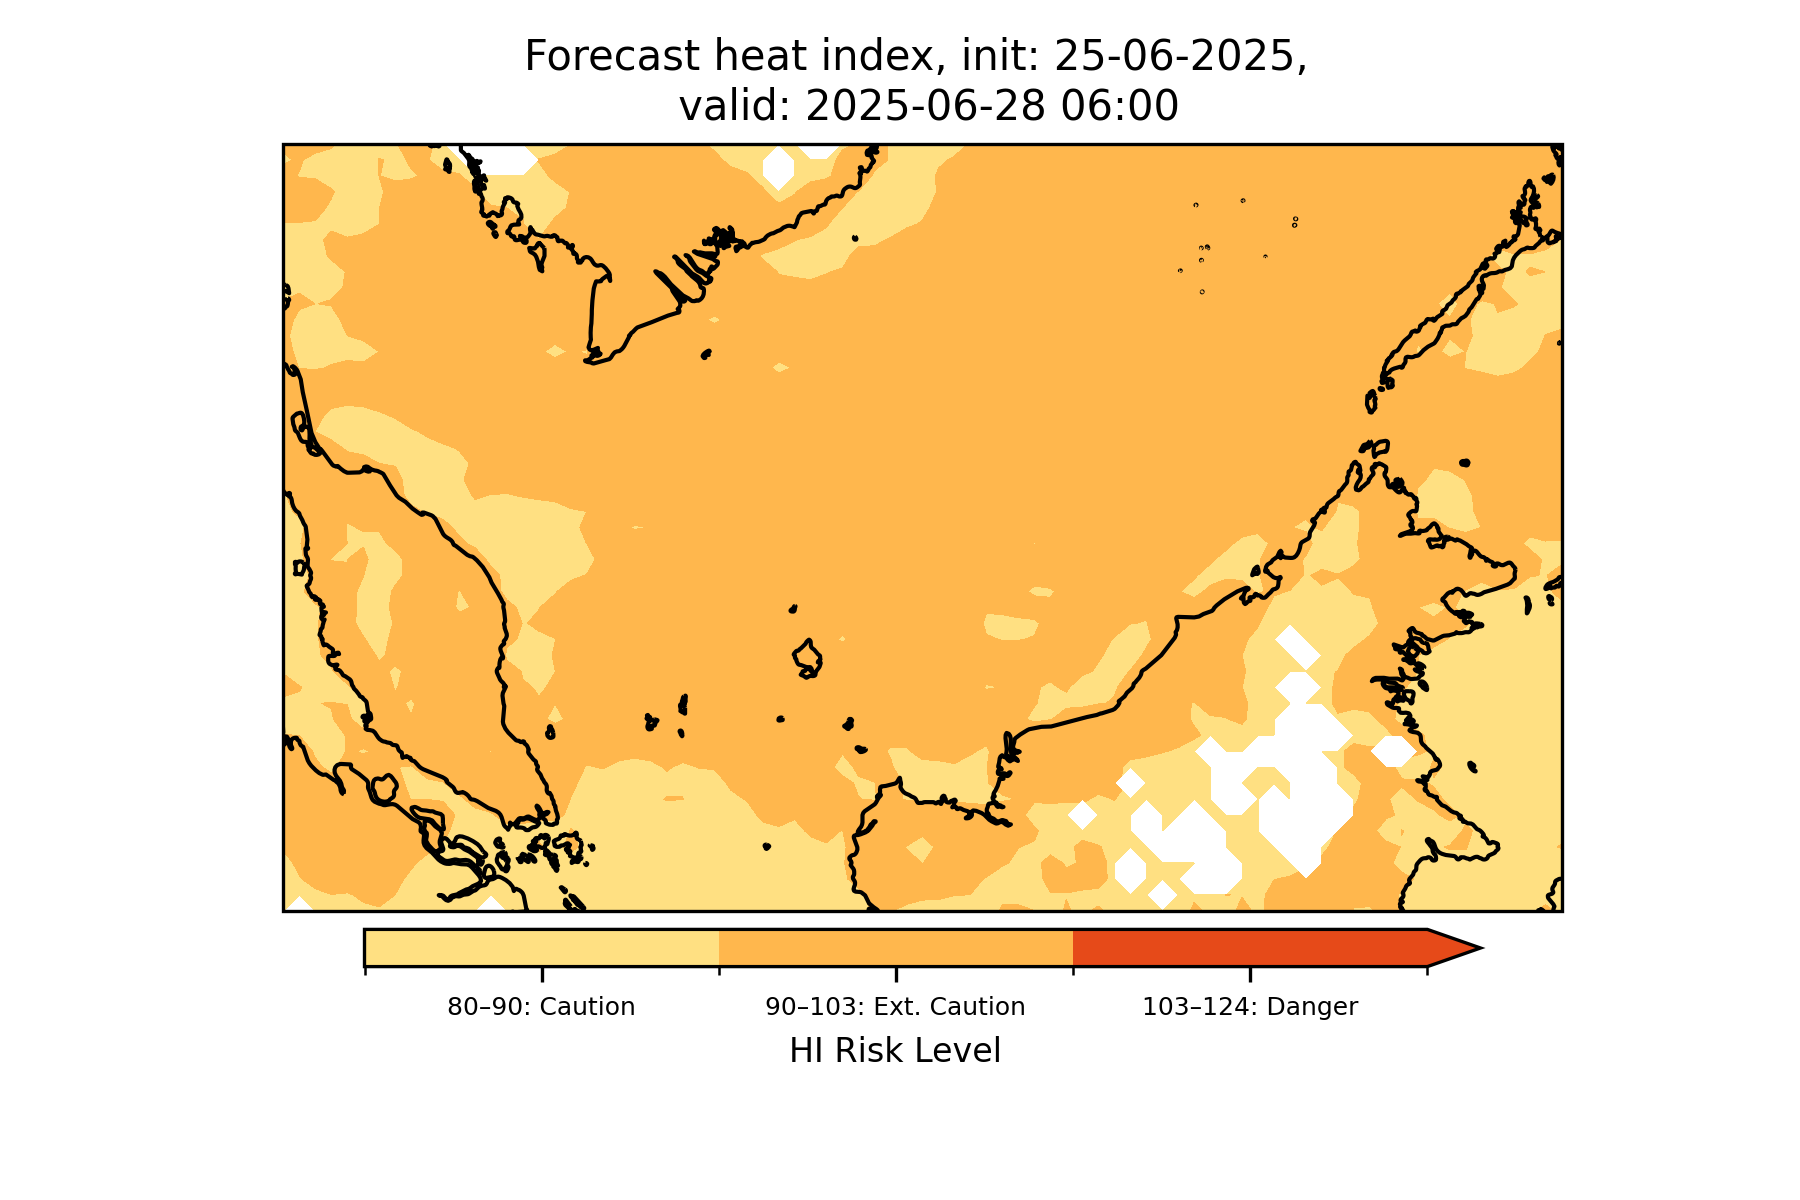 Forecast heat index, init: 25-06-2025,
valid: 2025-06-28 06:00
80–90: Caution
90–103: Ext. Caution
103–124: Danger
HI Risk Level